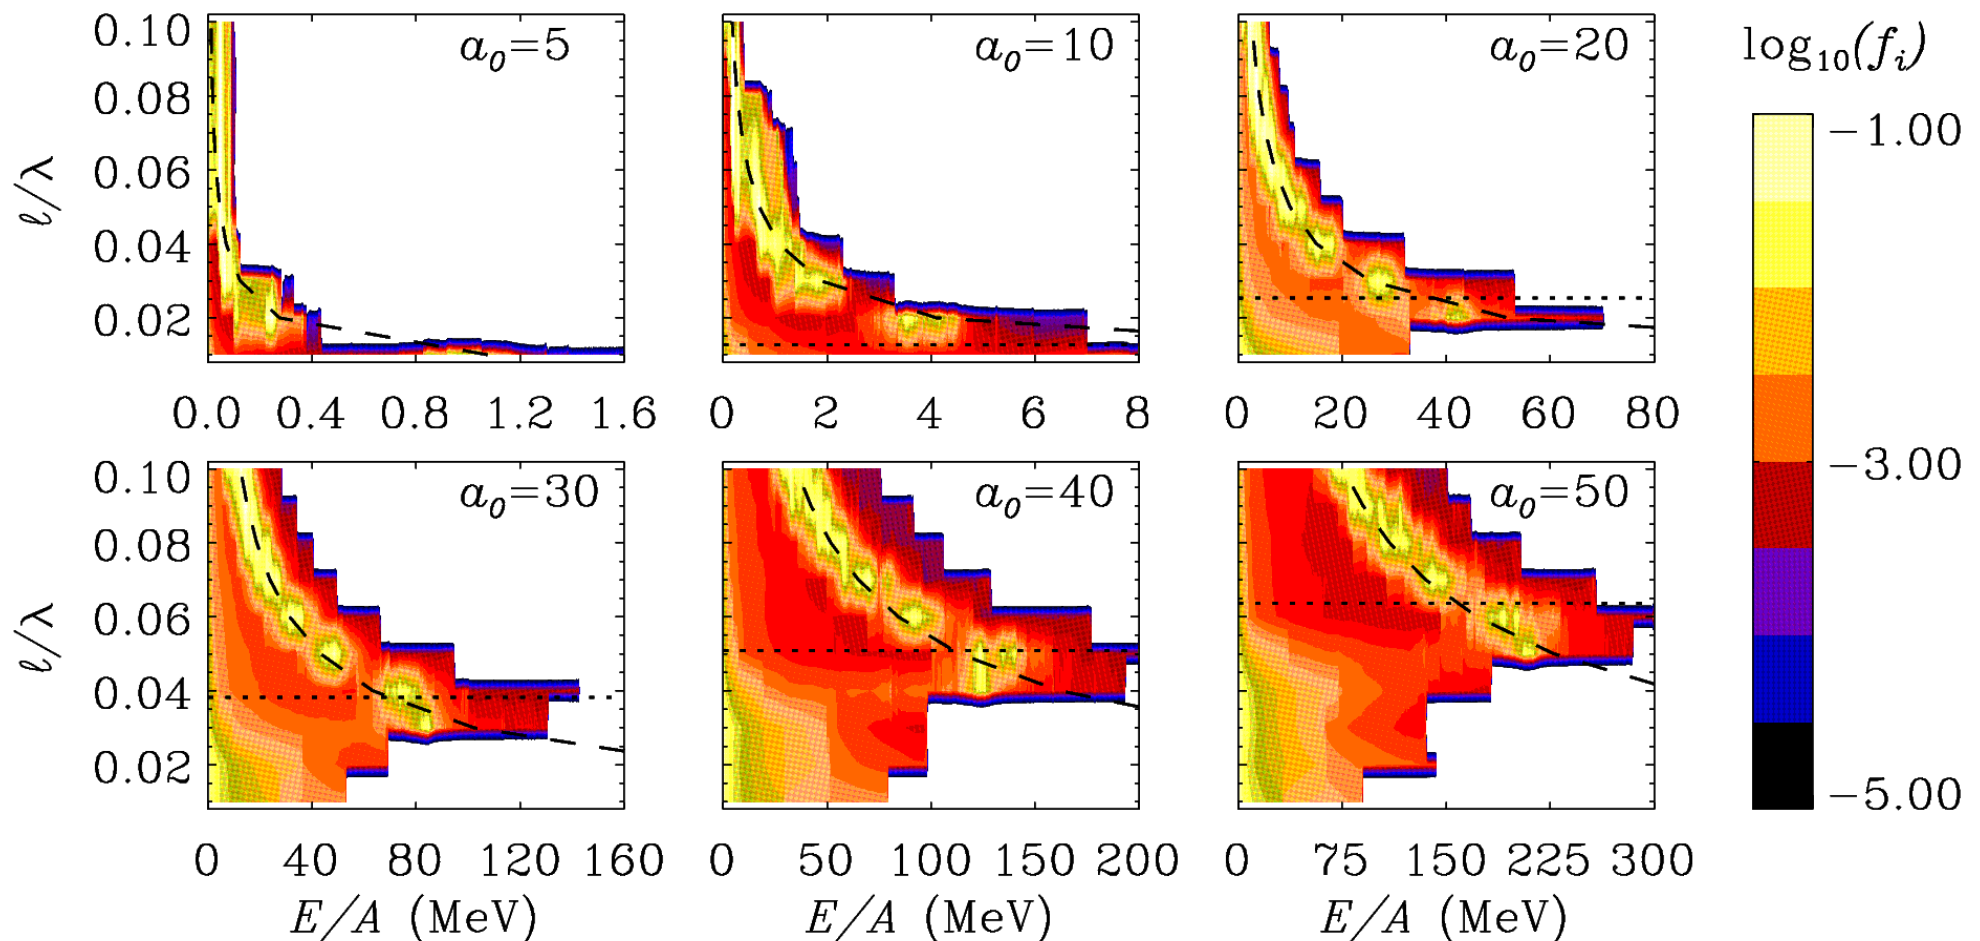 a₀=5
a₀=10
a₀=20
log₁₀(fᵢ)
0.10
0.08
0.06
0.04
0.02
ℓ/λ
0.0 0.4 0.8 1.2 1.6
0 2 4 6 8
0 20 40 60 80
−1.00
−3.00
−5.00
a₀=30
a₀=40
a₀=50
0.10
0.08
0.06
0.04
0.02
ℓ/λ
0 40 80 120 160
0 50 100 150 200
0 75 150 225 300
E/A (MeV)
E/A (MeV)
E/A (MeV)